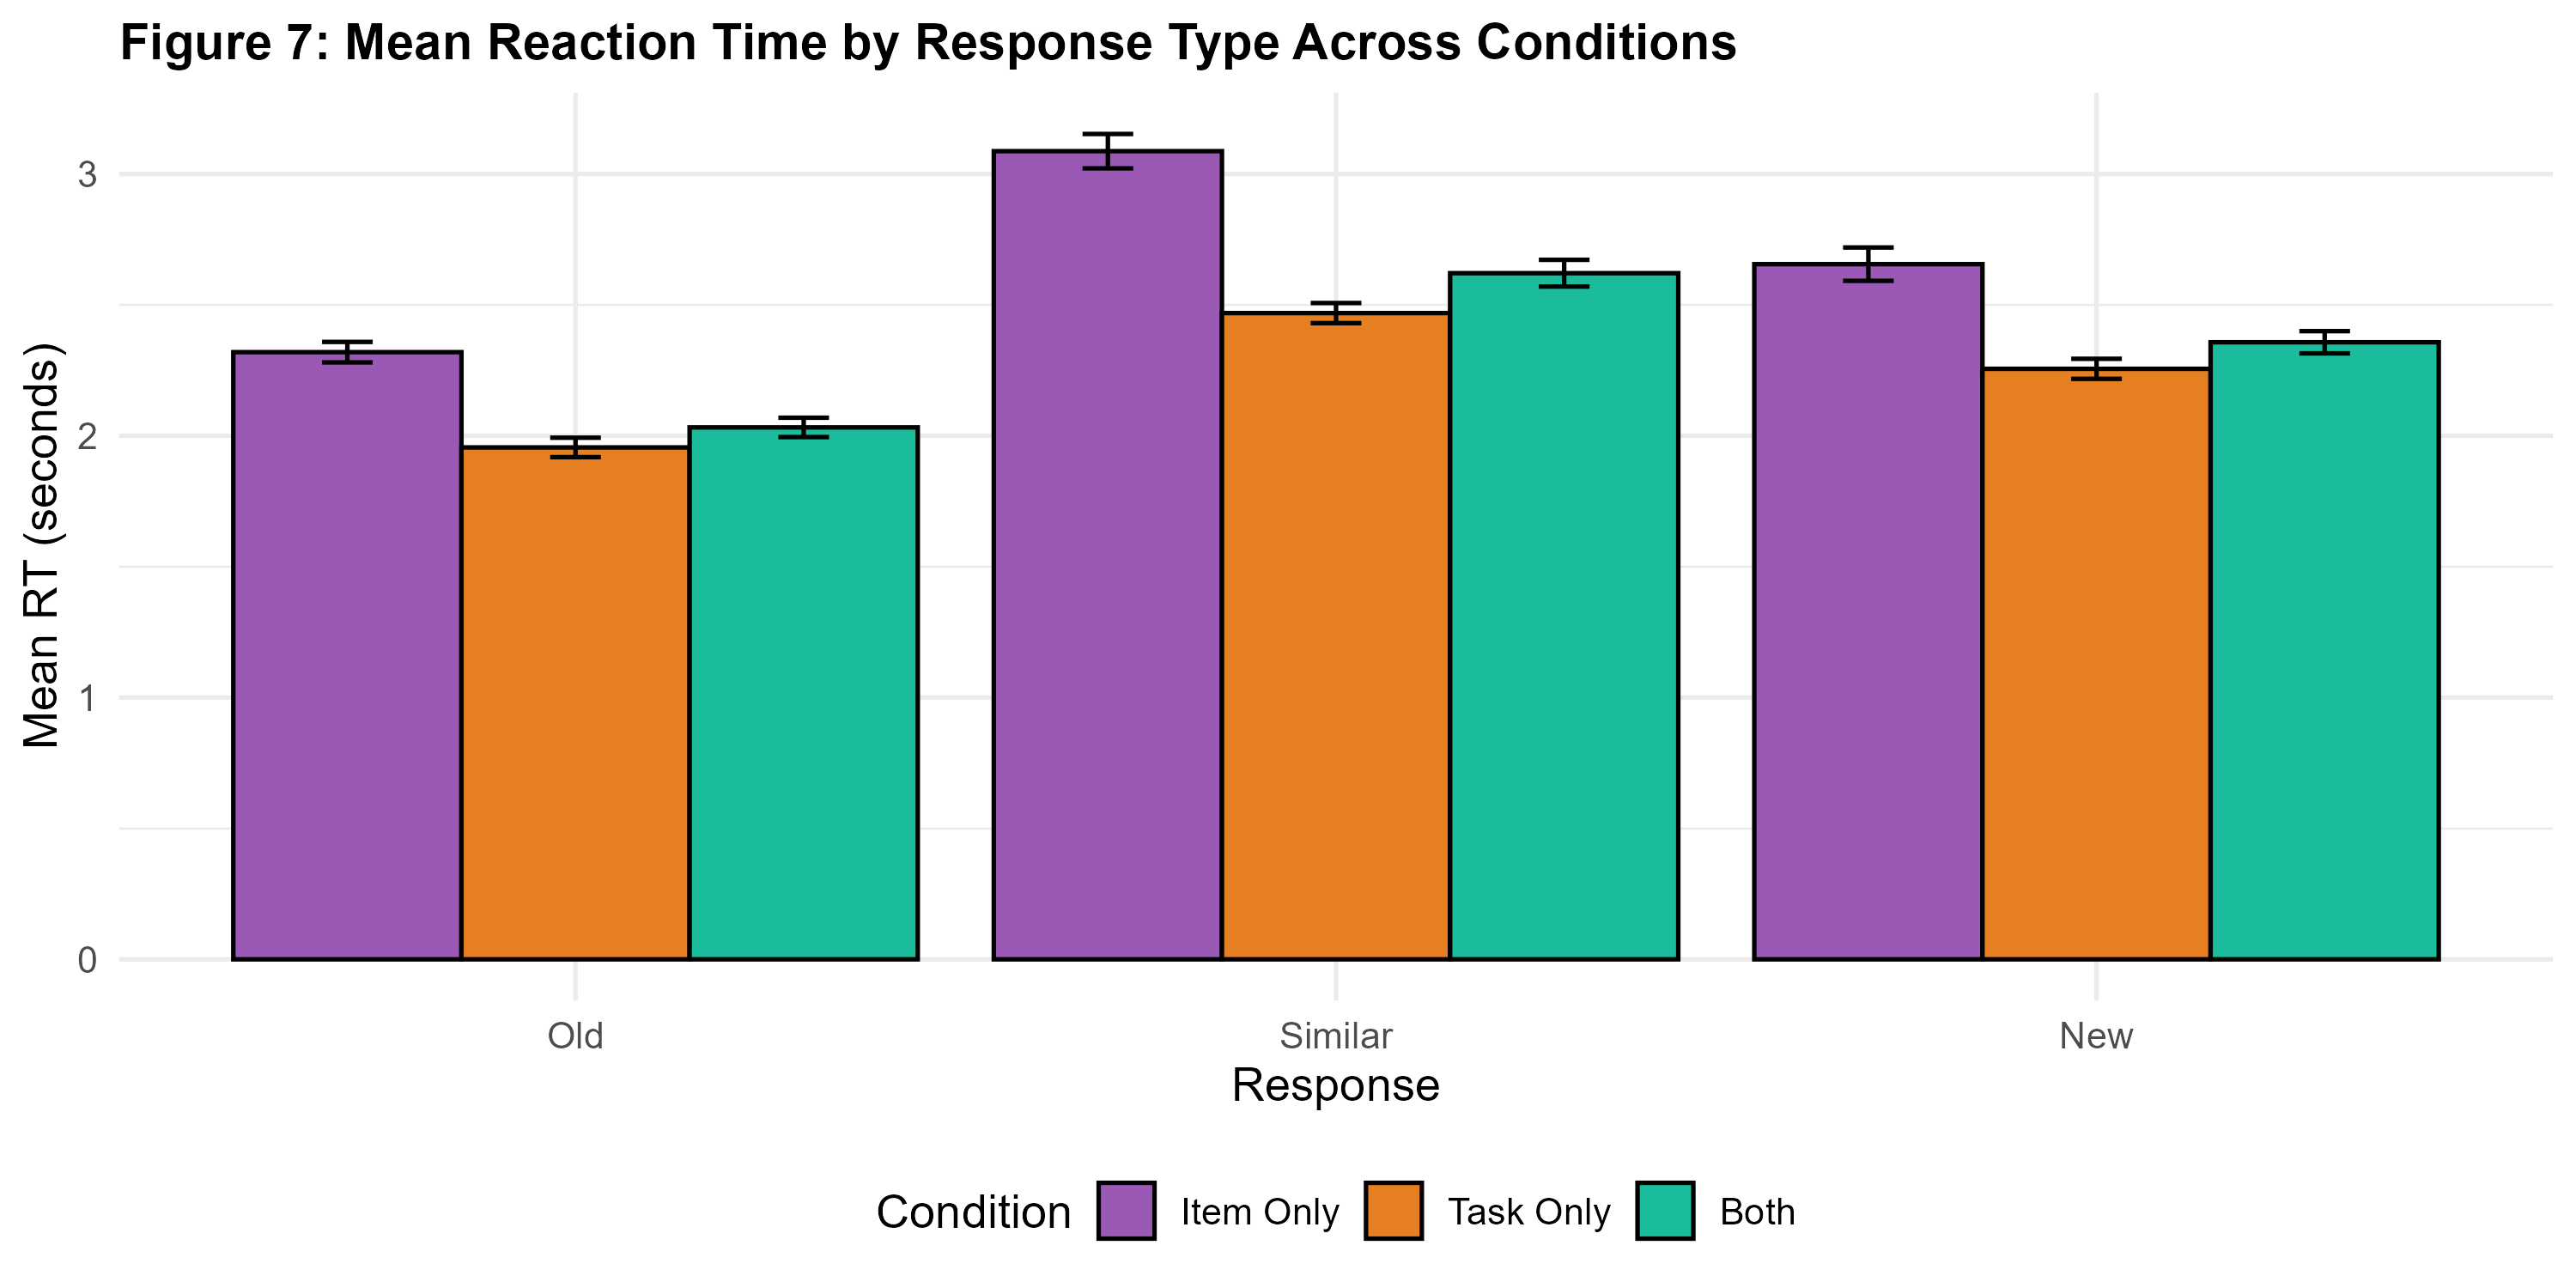 Figure 7: Mean Reaction Time by Response Type Across Conditions
Mean RT (seconds)
3
2
1
0
Old Similar New
Response
Condition Item Only Task Only Both